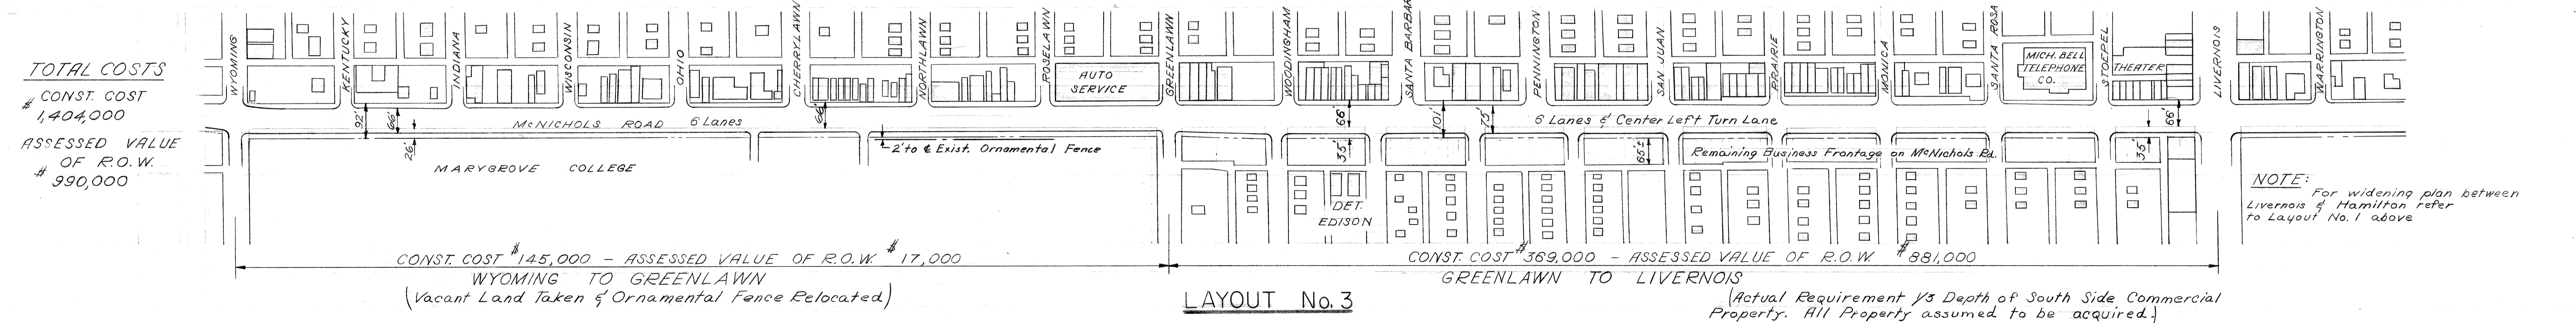 TOTAL COSTS
CONST. COST
$ 1,404,000
ASSESSED VALUE
OF R.O.W.
$ 990,000
WYOMING
KENTUCKY
INDIANA
WISCONSIN
OHIO
CHERRYLAWN
NORTHLAWN
ROSELAWN
GREENLAWN
WOODINGHAM
SANTA BARBAR
PENNINGTON
SAN JUAN
PRAIRIE
MONICA
SANTA ROSA
STOEPEL
LIVERNOIS
WARRINGTON
AUTO
SERVICE
MICH. BELL
TELEPHONE
CO.
THEATER
92'
66'
26'
McNICHOLS ROAD 6 Lanes
66'
66'
101'
75'
6 Lanes & Center Left Turn Lane
66'
2' to ℄ Exist. Ornamental Fence
35'
65'±
Remaining Business Frontage on McNichols Rd.
35'
MARYGROVE COLLEGE
DET.
EDISON
NOTE:
For widening plan between
Livernois & Hamilton refer
to Layout No. 1 above
CONST. COST $145,000 - ASSESSED VALUE OF R.O.W. $17,000
WYOMING TO GREENLAWN
(Vacant Land Taken & Ornamental Fence Relocated)
CONST. COST $369,000 - ASSESSED VALUE OF R.O.W. $881,000
GREENLAWN TO LIVERNOIS
(Actual Requirement 1/3 Depth of South Side Commercial
Property. All Property assumed to be acquired.)
LAYOUT No. 3